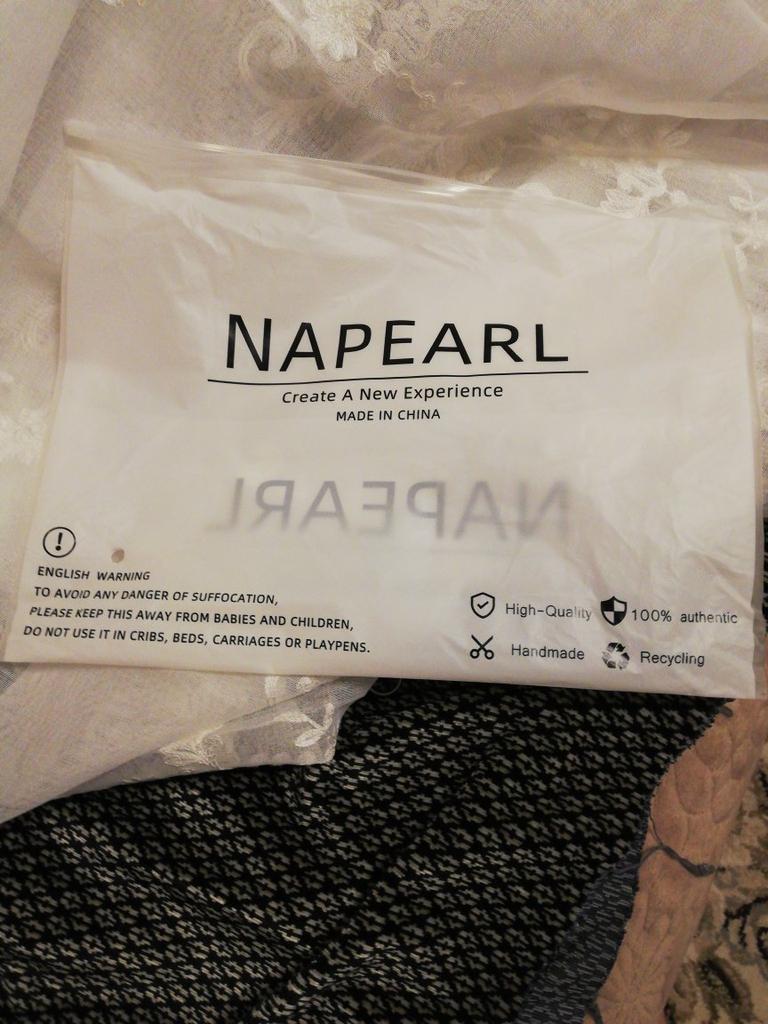 NAPEARL
Create A New Experience
MADE IN CHINA
NAPEARL
ENGLISH WARNING
TO AVOID ANY DANGER OF SUFFOCATION,
PLEASE KEEP THIS AWAY FROM BABIES AND CHILDREN,
DO NOT USE IT IN CRIBS, BEDS, CARRIAGES OR PLAYPENS.
High-Quality 100% authentic
Handmade Recycling